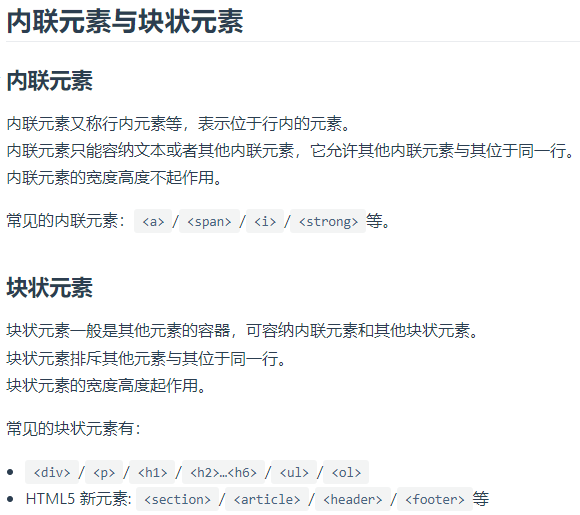 内联元素与块状元素
内联元素
内联元素又称行内元素等，表示位于行内的元素。
内联元素只能容纳文本或者其他内联元素，它允许其他内联元素与其位于同一行。
内联元素的宽度高度不起作用。
常见的内联元素：<a> / <span> / <i> / <strong> 等。
块状元素
块状元素一般是其他元素的容器，可容纳内联元素和其他块状元素。
块状元素排斥其他元素与其位于同一行。
块状元素的宽度高度起作用。
常见的块状元素有：
• <div> / <p> / <h1> / <h2>…<h6> / <ul> / <ol>
• HTML5 新元素: <section> / <article> / <header> / <footer> 等